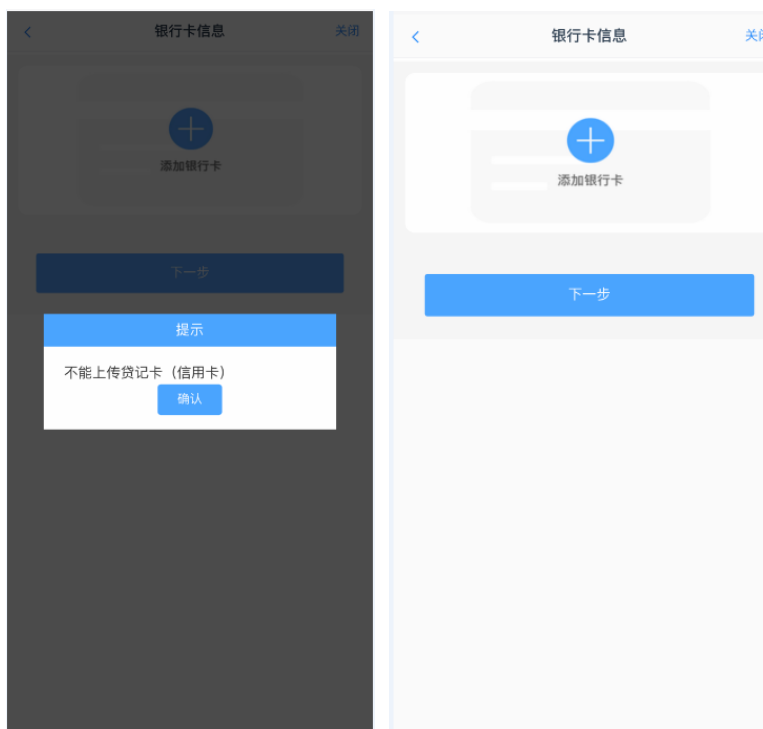 银行卡信息
关闭
添加银行卡
下一步
提示
不能上传贷记卡（信用卡）
确认
银行卡信息
关闭
添加银行卡
下一步